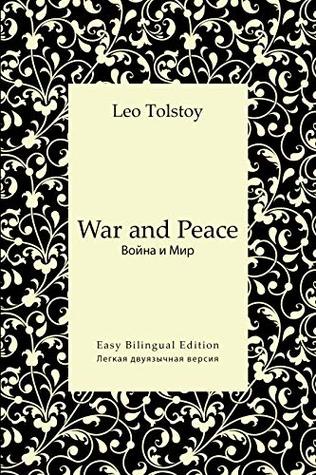 Leo Tolstoy
War and Peace
Война и Мир
Easy Bilingual Edition
Легкая двуязычная версия